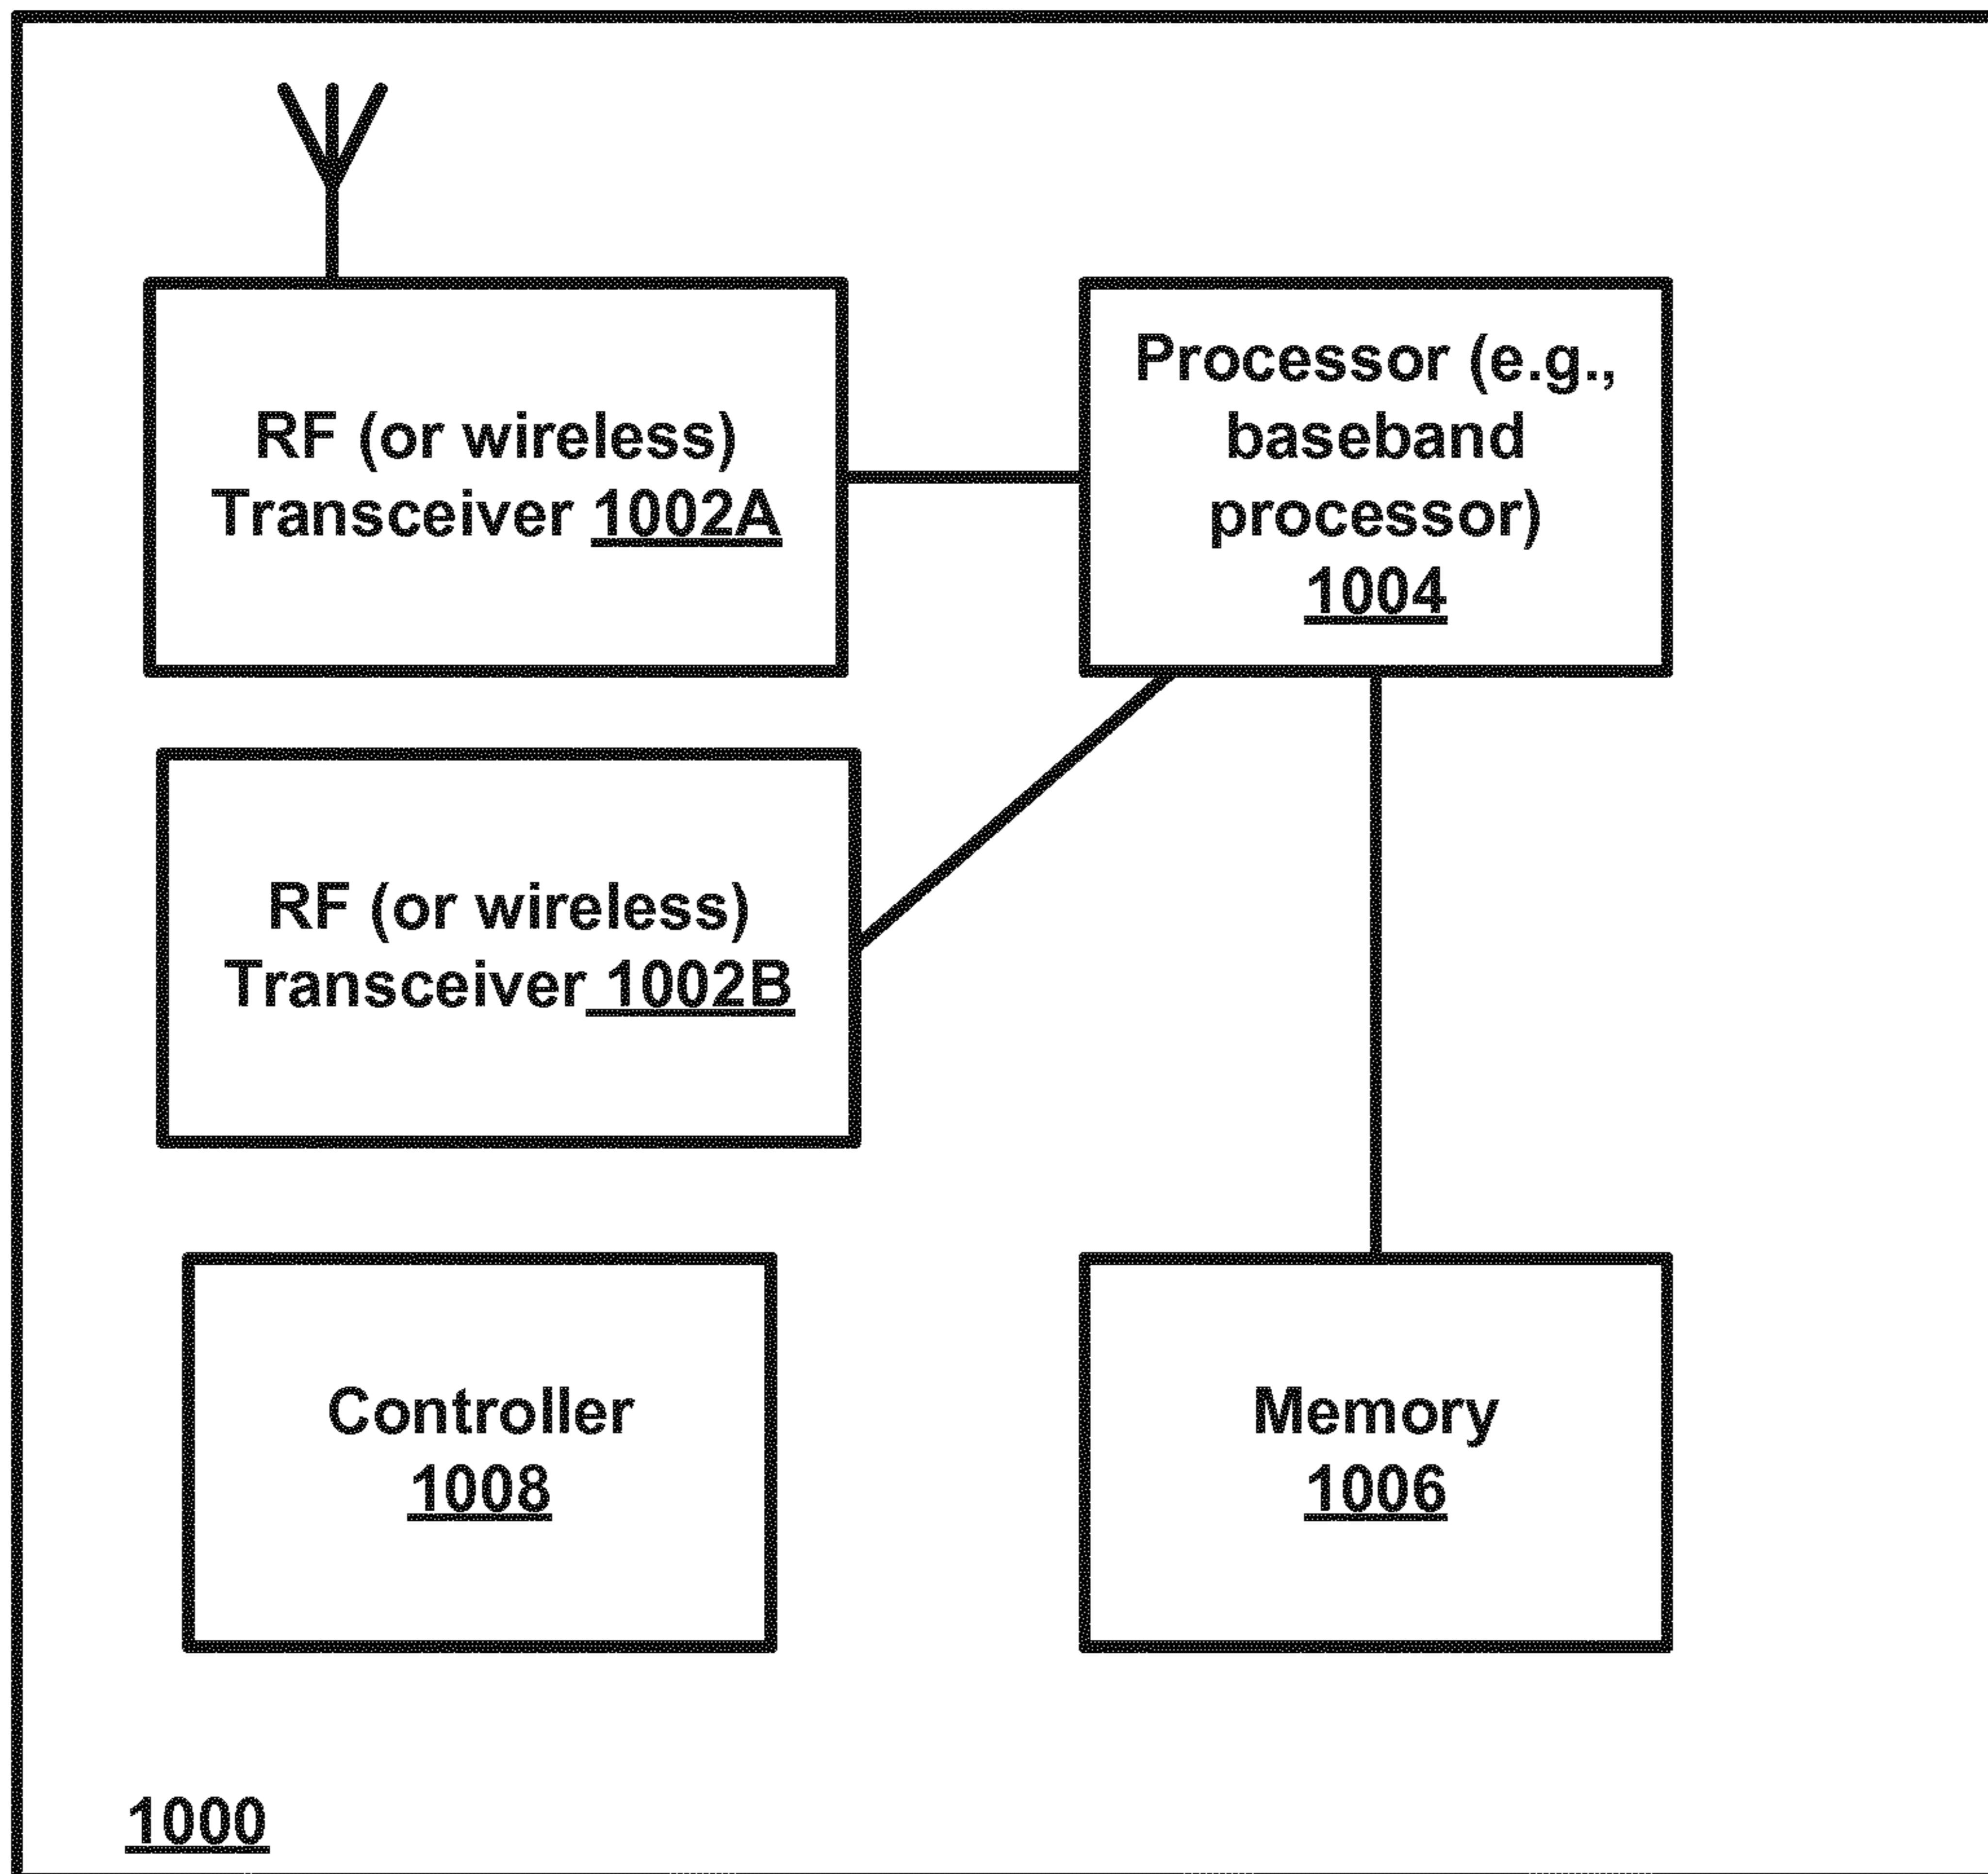 RF (or wireless)
Transceiver 1002A
Processor (e.g.,
baseband
processor)
1004
RF (or wireless)
Transceiver 1002B
Controller
1008
Memory
1006
1000